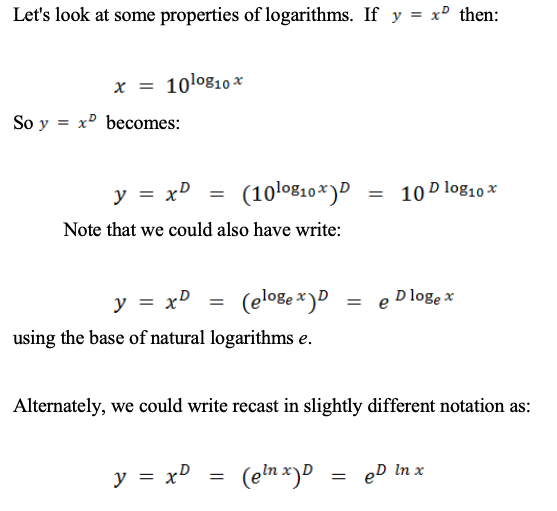 Let's look at some properties of logarithms. If y = x^D then:
x = 10^{log_{10} x}
So y = x^D becomes:
y = x^D = (10^{log_{10} x})^D = 10^{D log_{10} x}
Note that we could also have write:
y = x^D = (e^{log_e x})^D = e^{D log_e x}
using the base of natural logarithms e.
Alternately, we could write recast in slightly different notation as:
y = x^D = (e^{ln x})^D = e^{D ln x}